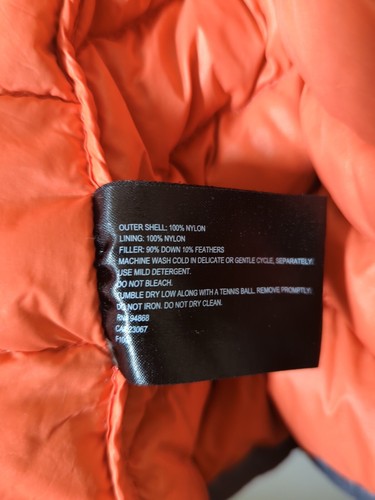 OUTER SHELL: 100% NYLON
LINING: 100% NYLON
FILLER: 90% DOWN 10% FEATHERS
MACHINE WASH COLD IN DELICATE OR GENTLE CYCLE, SEPARATELY.
USE MILD DETERGENT.
DO NOT BLEACH.
TUMBLE DRY LOW ALONG WITH A TENNIS BALL. REMOVE PROMPTLY.
DO NOT IRON. DO NOT DRY CLEAN.
RN# 94868
CA# 23067